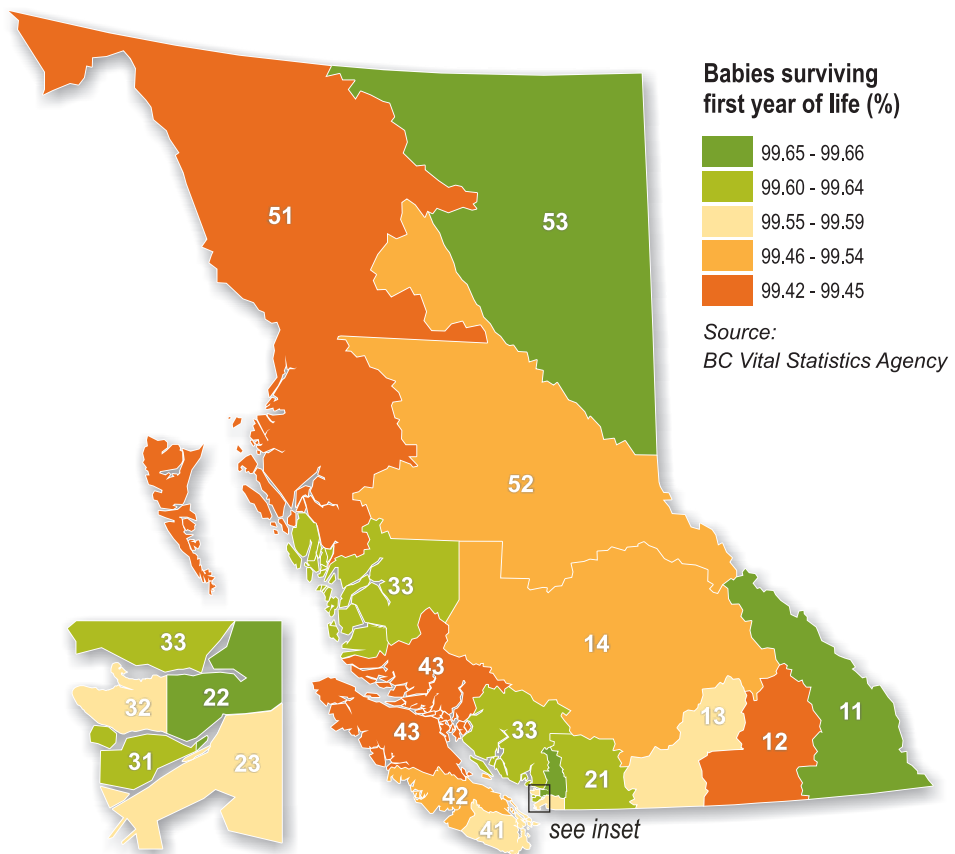 Babies surviving
first year of life (%)
99.65 - 99.66
99.60 - 99.64
99.55 - 99.59
99.46 - 99.54
99.42 - 99.45
Source:
BC Vital Statistics Agency
51
53
52
33
14
43
43
33
13
12
11
21
42
41
see inset
33
32
22
31
23